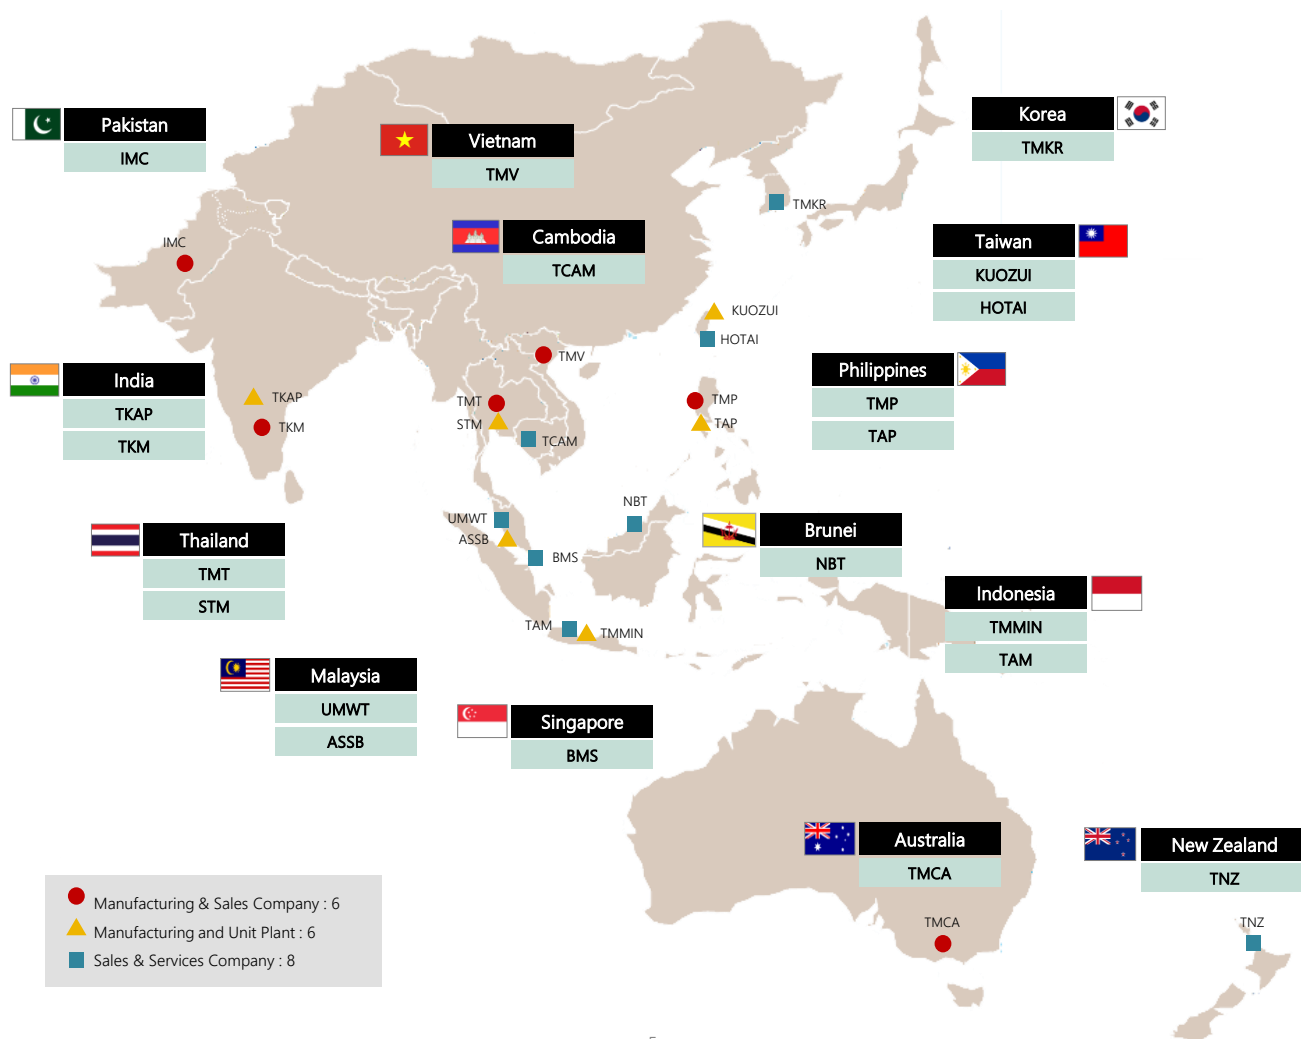 Pakistan
IMC
Vietnam
TMV
Korea
TMKR
Cambodia
TCAM
Taiwan
KUOZUI
HOTAI
India
TKAP
TKM
Philippines
TMP
TAP
Thailand
TMT
STM
Brunei
NBT
Indonesia
TMMIN
TAM
Malaysia
UMWT
ASSB
Singapore
BMS
Australia
TMCA
New Zealand
TNZ
IMC
TMKR
KUOZUI
HOTAI
TMV
TKAP
TKM
TMT
STM
TCAM
TMP
TAP
NBT
UMWT
ASSB
BMS
TAM
TMMIN
TMCA
TNZ
Manufacturing & Sales Company : 6
Manufacturing and Unit Plant : 6
Sales & Services Company : 8